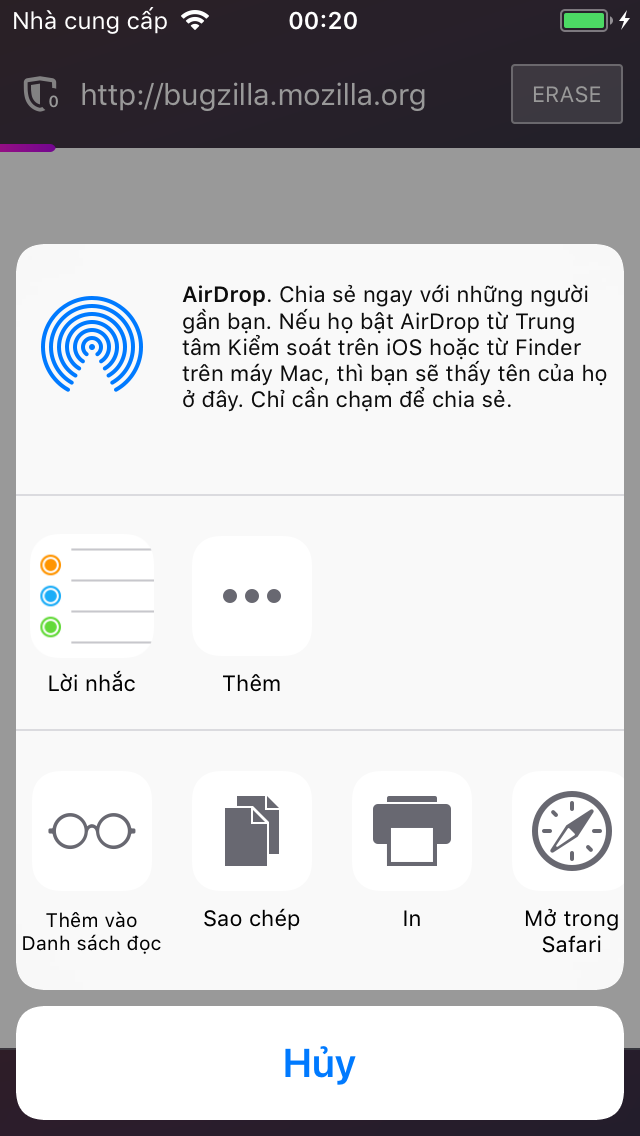 Nhà cung cấp 00:20
0 http://bugzilla.mozilla.org ERASE
AirDrop. Chia sẻ ngay với những người
gần bạn. Nếu họ bật AirDrop từ Trung
tâm Kiểm soát trên iOS hoặc từ Finder
trên máy Mac, thì bạn sẽ thấy tên của họ
ở đây. Chỉ cần chạm để chia sẻ.
Lời nhắc
Thêm
Thêm vào
Danh sách đọc
Sao chép
In
Mở trong
Safari
Hủy